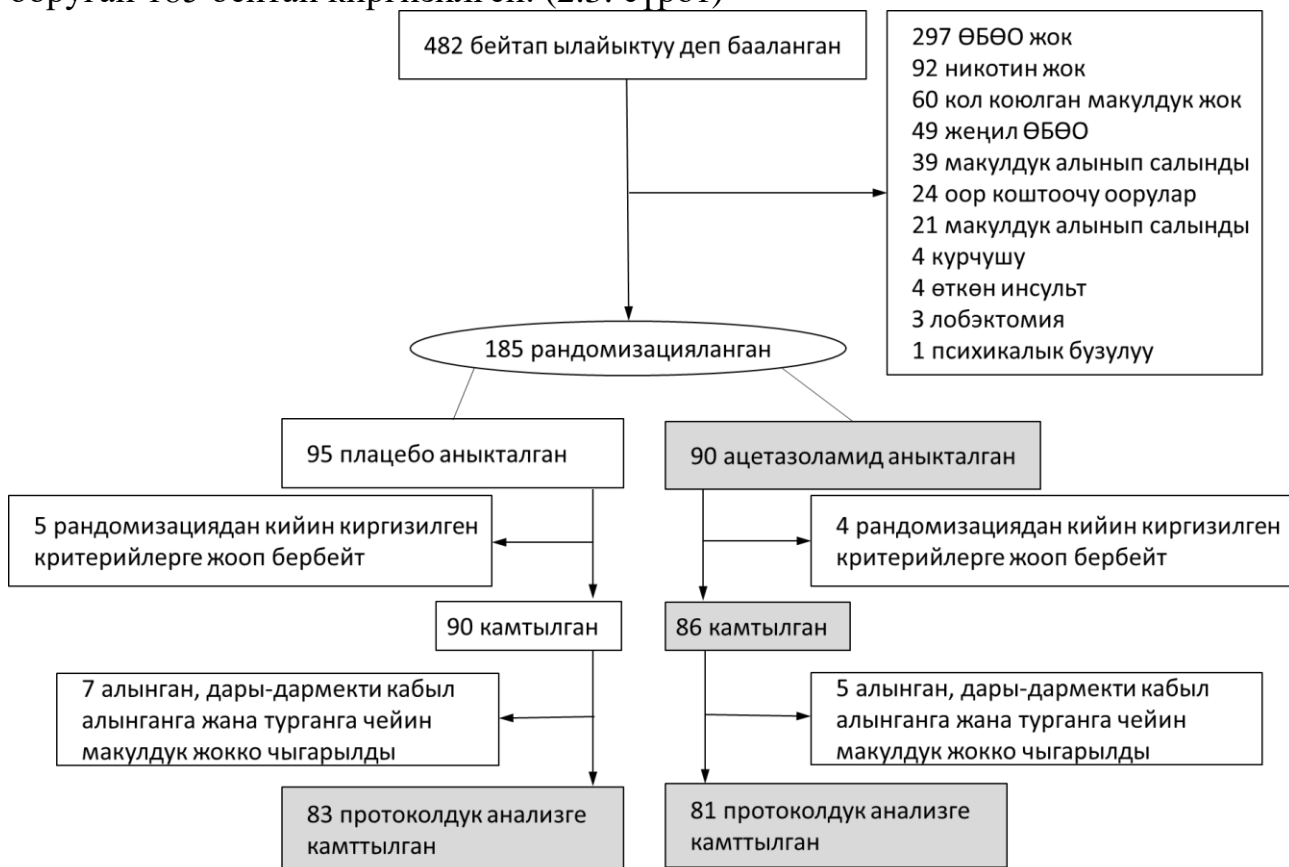 (2.3.
482 бейтап ылайыктуу деп бааланган
297 ӨБӨО жок
92 никотин жок
60 кол коюлган макулдук жок
49 жеңил ӨБӨО
39 макулдук алынып салынды
24 оор коштоочу оорулар
21 макулдук алынып салынды
4 курчушу
4 өткөн инсульт
3 лобэктомия
1 психикалык бузулуу
185 рандомизацияланган
95 плацебо аныкталган
90 ацетазоламид аныкталган
5 рандомизациядан кийин киргизилген
критерийлерге жооп бербейт
4 рандомизациядан кийин киргизилген
критерийлерге жооп бербейт
90 камтылган
86 камтылган
7 алынган, дары-дармекти кабыл
алынганга жана турганга чейин
макулдук жокко чыгарылды
5 алынган, дары-дармекти кабыл
алынганга жана турганга чейин
макулдук жокко чыгарылды
83 протоколдук анализге
камттылган
81 протоколдук анализге
камттылган